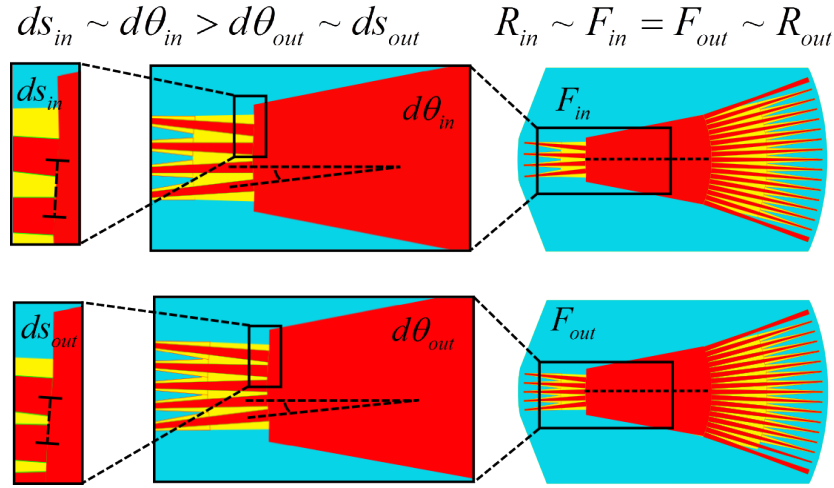 ds_in ~ dθ_in > dθ_out ~ ds_out
R_in ~ F_in = F_out ~ R_out
ds_in
dθ_in
F_in
ds_out
dθ_out
F_out